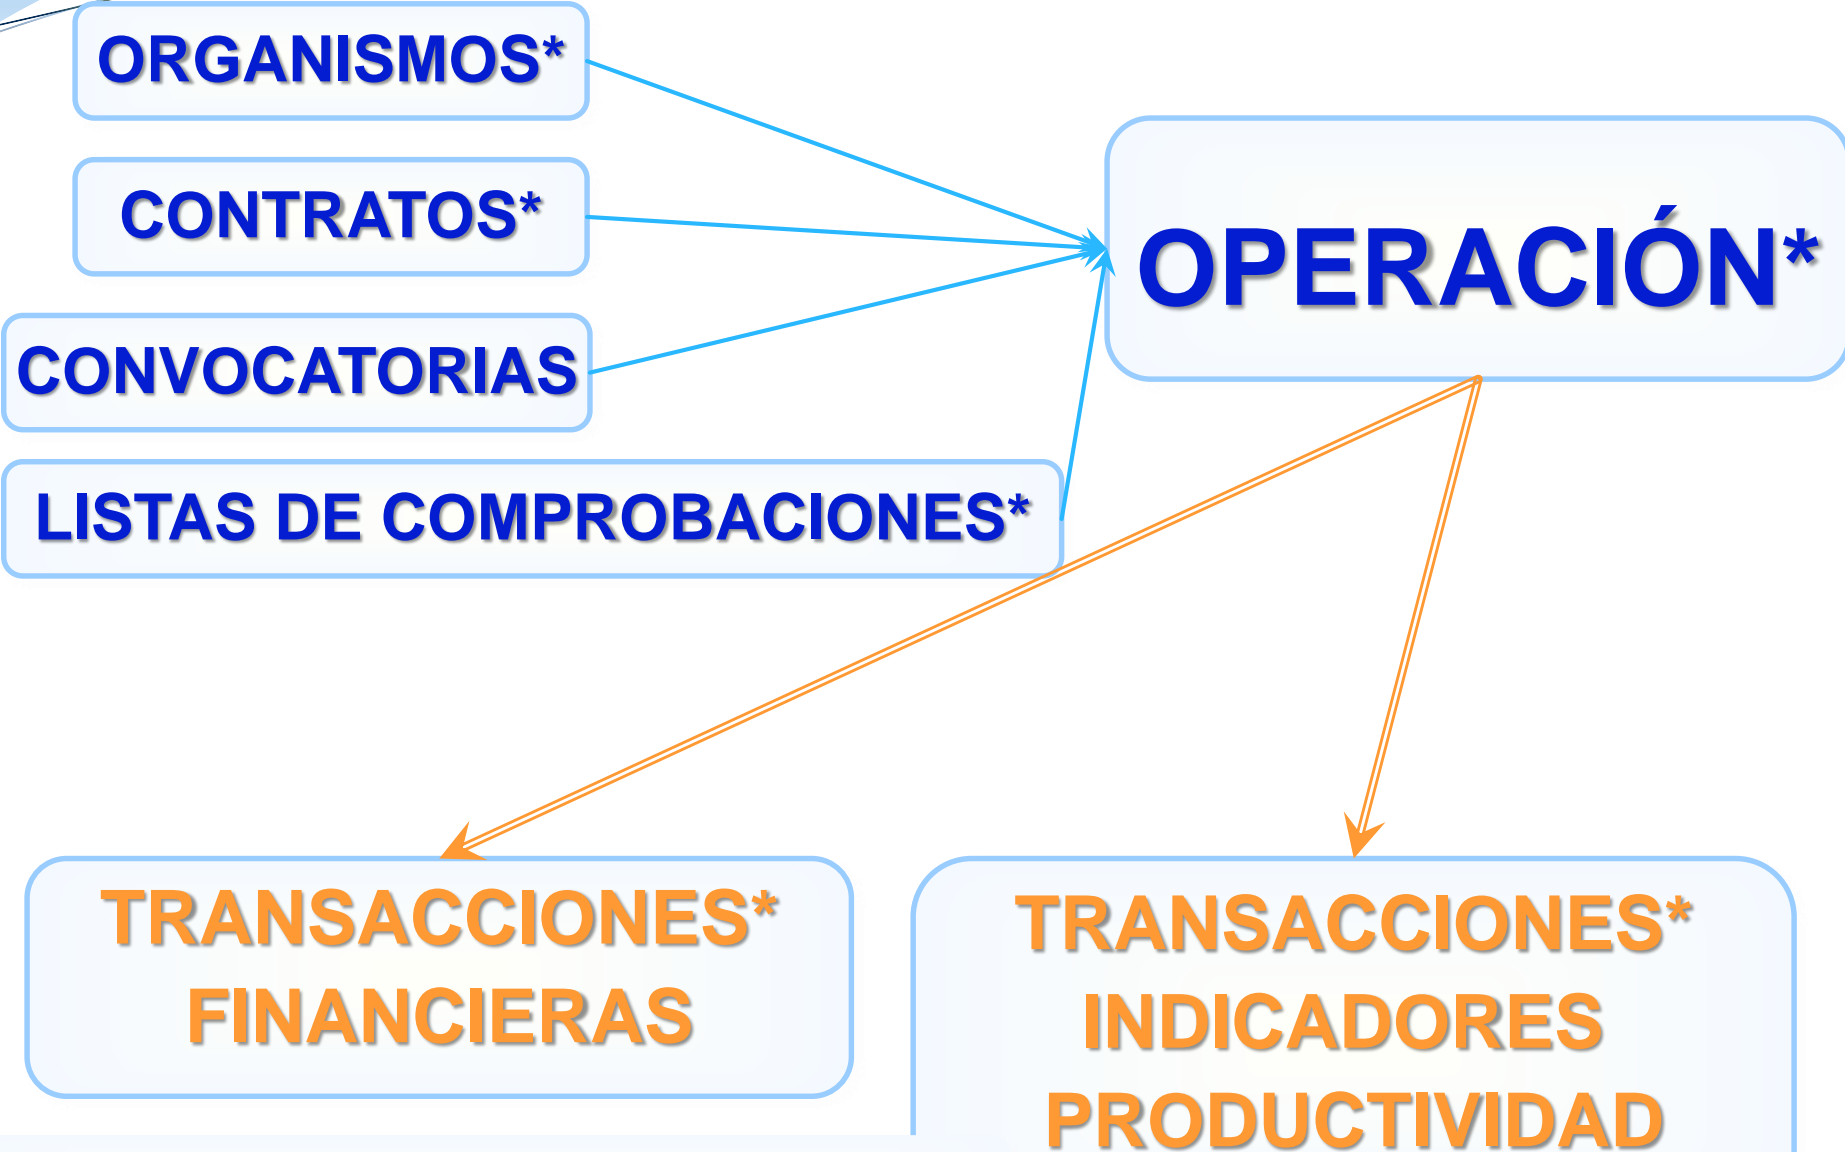 ORGANISMOS*
CONTRATOS*
CONVOCATORIAS
LISTAS DE COMPROBACIONES*
OPERACIÓN*
TRANSACCIONES*
FINANCIERAS
TRANSACCIONES*
INDICADORES
PRODUCTIVIDAD